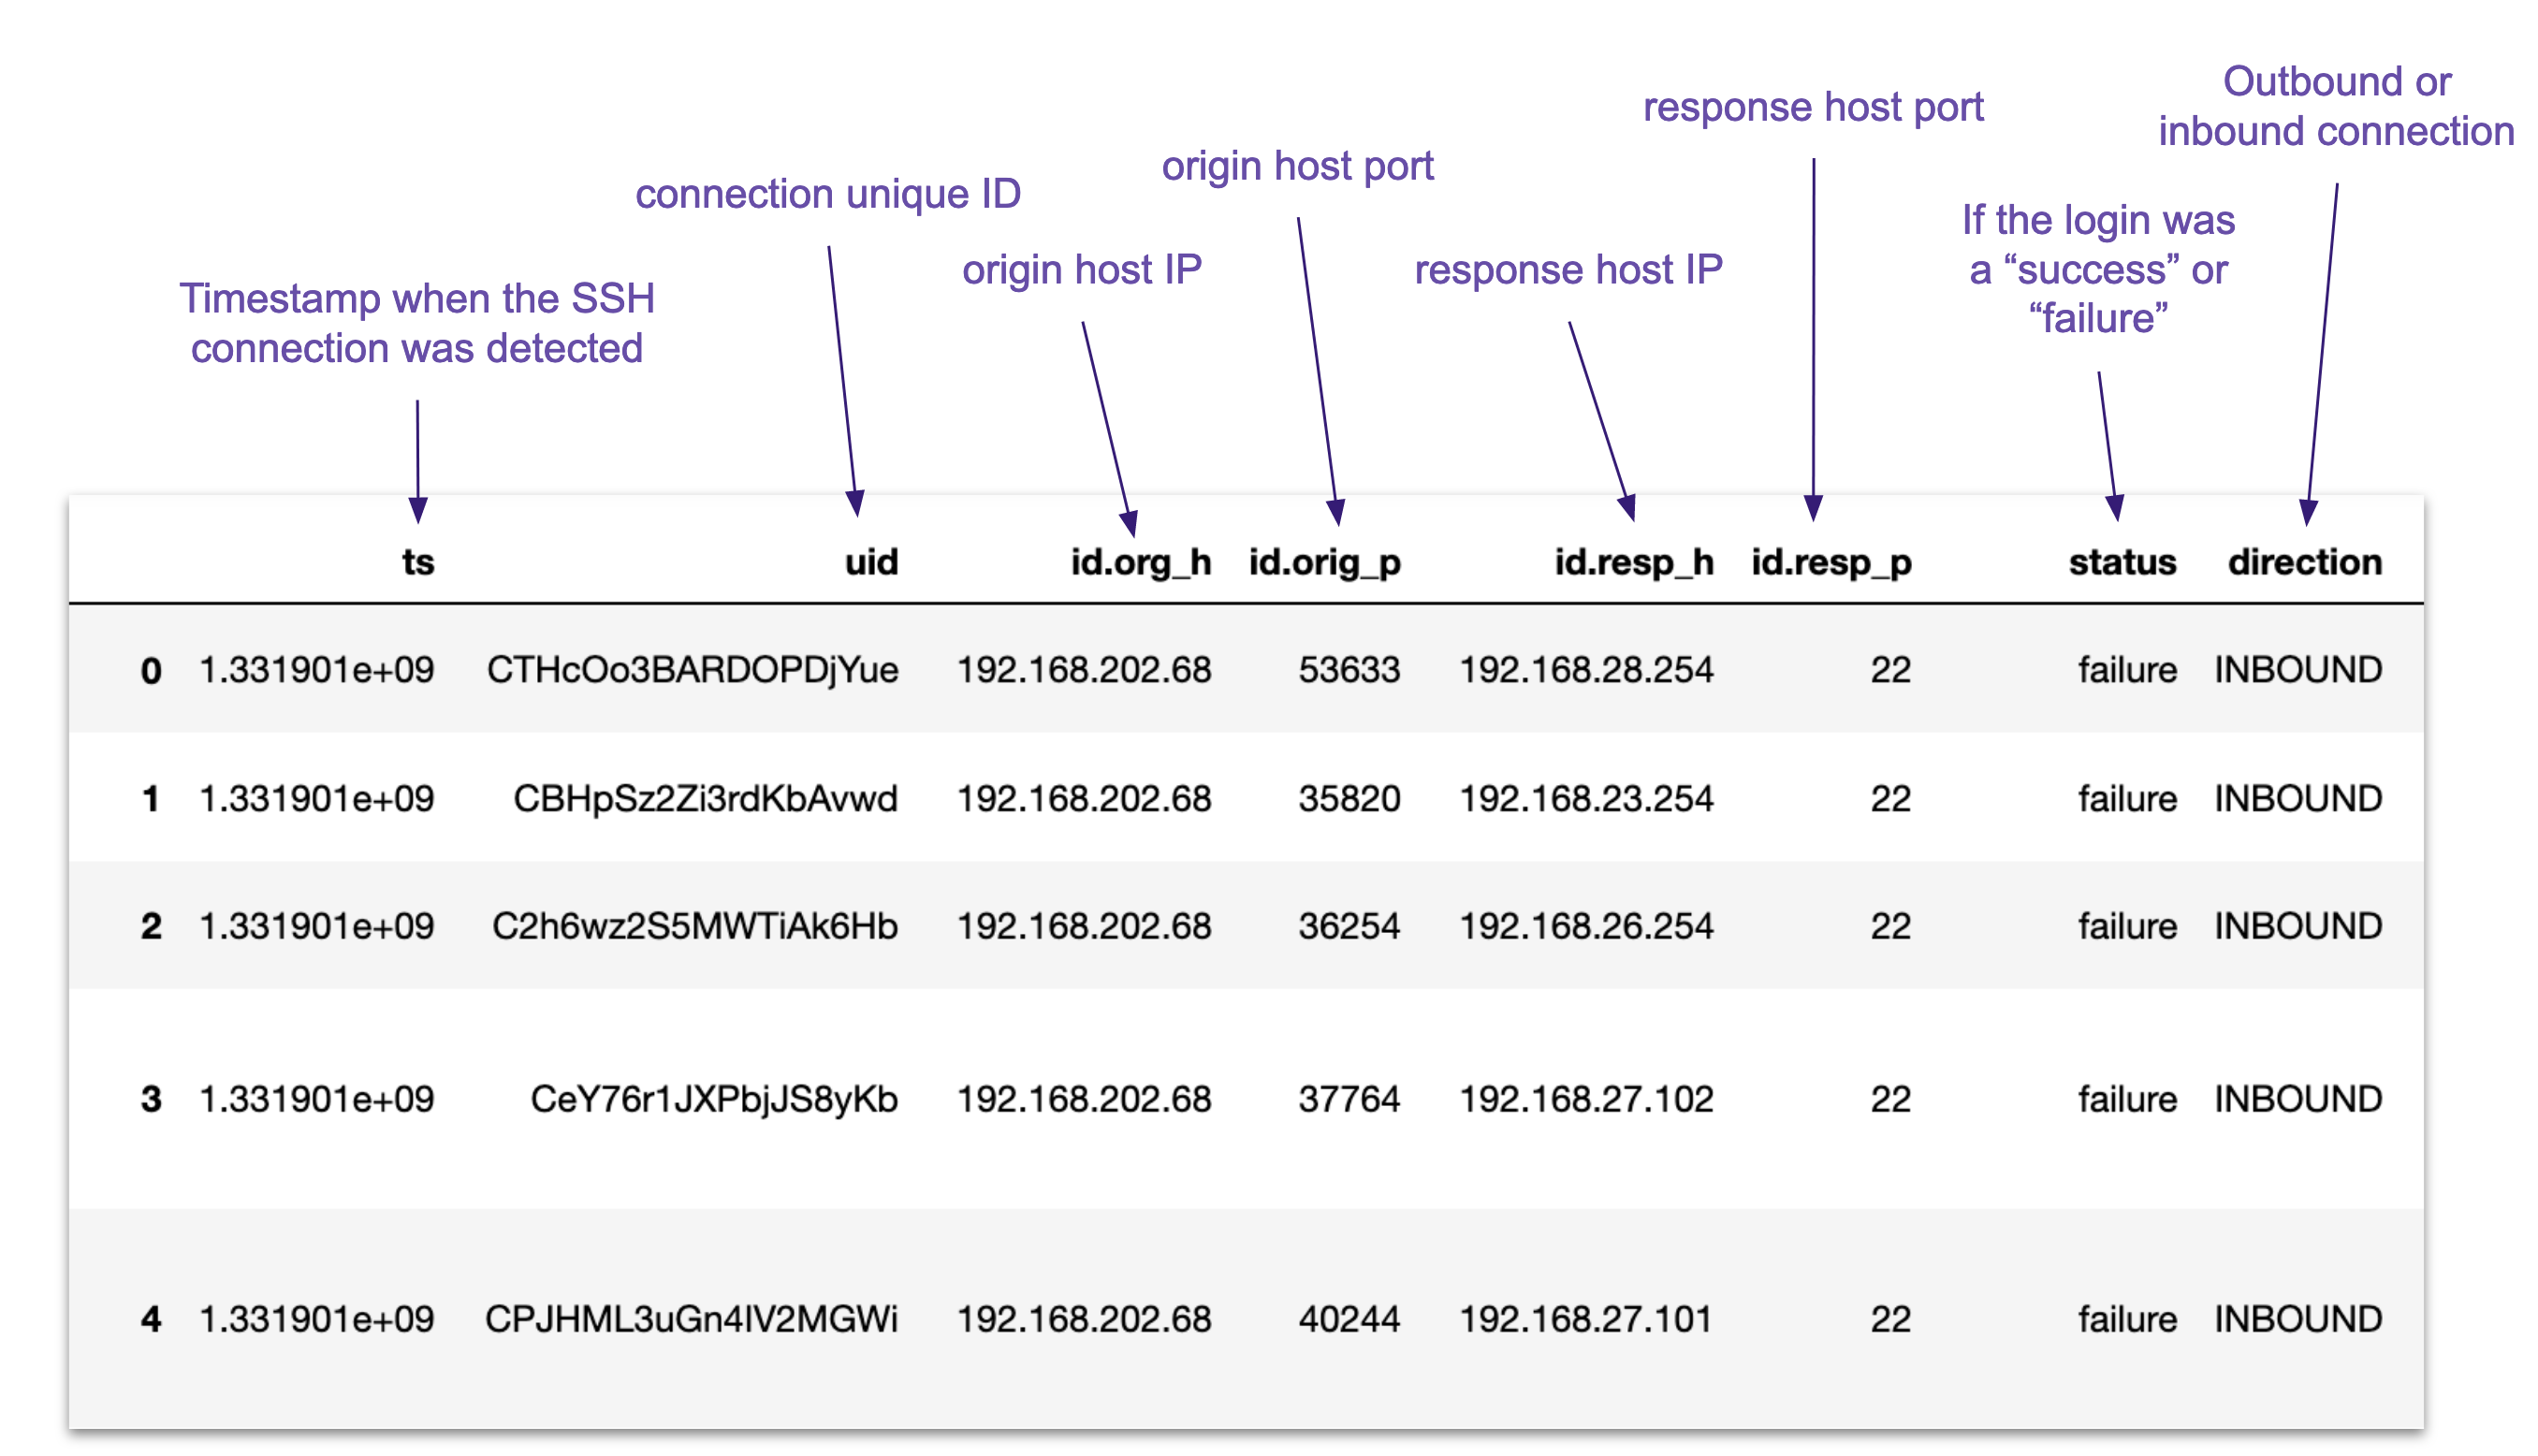 Outbound or
inbound connection
response host port
origin host port
connection unique ID
If the login was
a “success” or
“failure”
origin host IP
response host IP
Timestamp when the SSH
connection was detected
ts uid id.org_h id.orig_p id.resp_h id.resp_p status direction
0 1.331901e+09 CTHcOo3BARDOPDjYue 192.168.202.68 53633 192.168.28.254 22 failure INBOUND
1 1.331901e+09 CBHpSz2Zi3rdKbAvwd 192.168.202.68 35820 192.168.23.254 22 failure INBOUND
2 1.331901e+09 C2h6wz2S5MWTiAk6Hb 192.168.202.68 36254 192.168.26.254 22 failure INBOUND
3 1.331901e+09 CeY76r1JXPbjJS8yKb 192.168.202.68 37764 192.168.27.102 22 failure INBOUND
4 1.331901e+09 CPJHML3uGn4IV2MGWi 192.168.202.68 40244 192.168.27.101 22 failure INBOUND